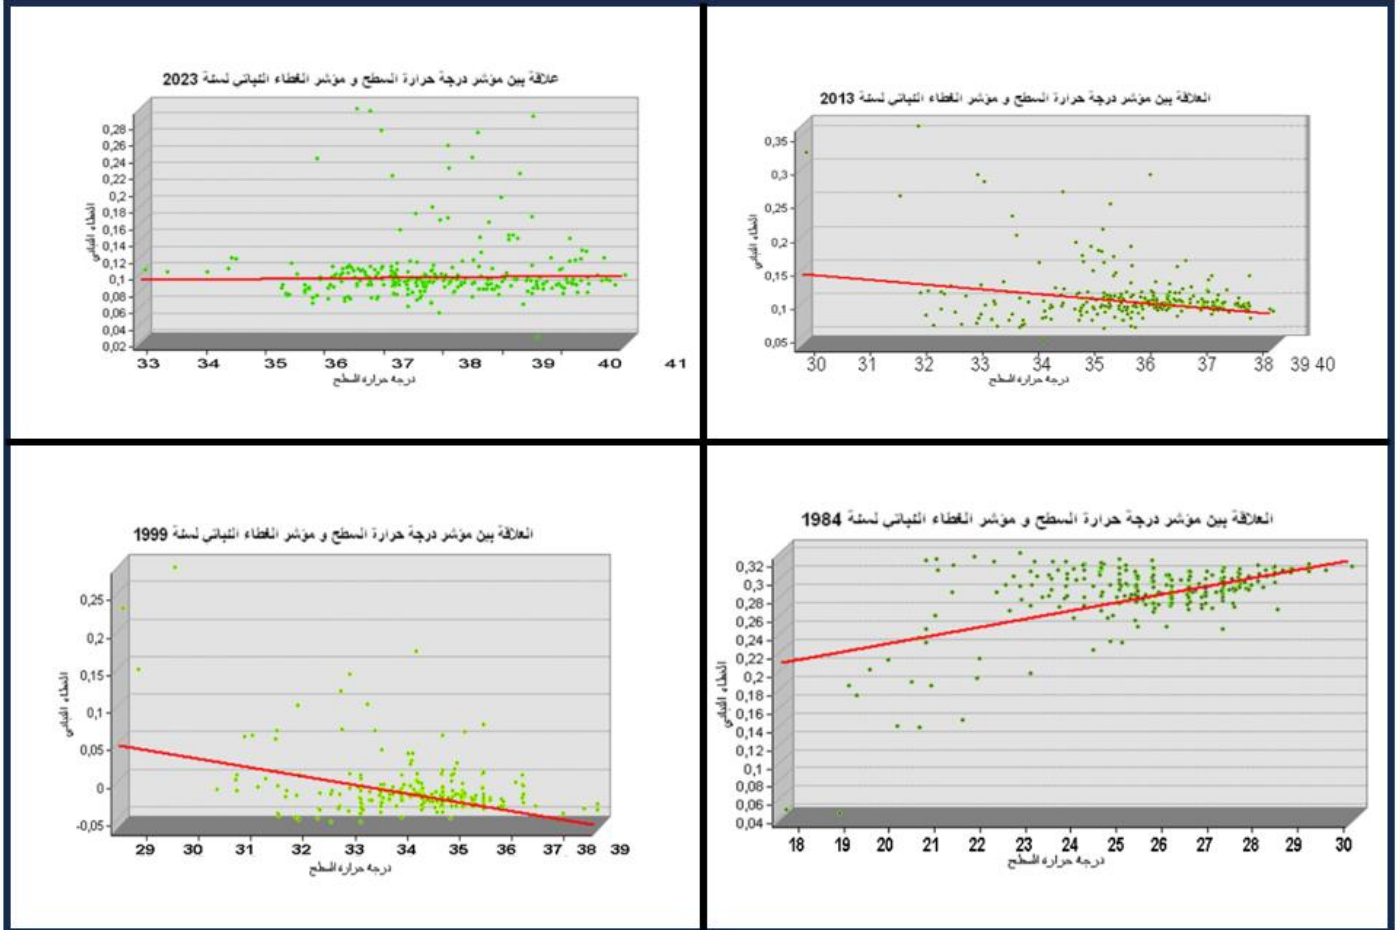 علاقة بين مؤشر درجة حرارة السطح و مؤشر الغطاء النباتي لسنة 2023
0,28
0,26
0,24
0,22
0,2
0,18
0,16
0,14
0,12
0,1
0,08
0,06
0,04
0,02
الغطاء النباتي
33 34 35 36 37 38 39 40 41
درجة حرارة السطح
العلاقة بين مؤشر درجة حرارة السطح و مؤشر الغطاء النباتي لسنة 2013
0,35
0,3
0,25
0,2
0,15
0,1
0,05
الغطاء النباتي
30 31 32 33 34 35 36 37 38 39 40
درجة حرارة السطح
العلاقة بين مؤشر درجة حرارة السطح و مؤشر الغطاء النباتي لسنة 1999
0,25
0,2
0,15
0,1
0,05
0
-0,05
الغطاء النباتي
29 30 31 32 33 34 35 36 37 38 39
درجة حرارة السطح
العلاقة بين مؤشر درجة حرارة السطح و مؤشر الغطاء النباتي لسنة 1984
0,32
0,3
0,28
0,26
0,24
0,22
0,2
0,18
0,16
0,14
0,12
0,1
0,08
0,06
0,04
الغطاء النباتي
18 19 20 21 22 23 24 25 26 27 28 29 30
درجة حرارة السطح